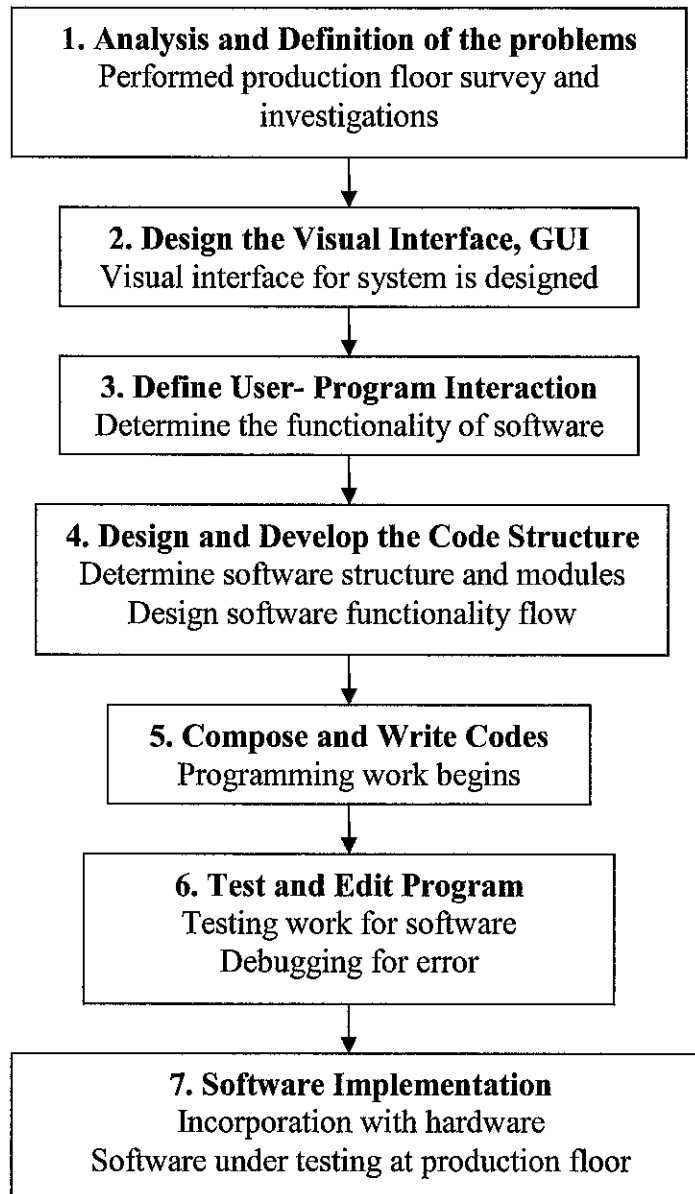 1. Analysis and Definition of the problems
Performed production floor survey and
investigations
2. Design the Visual Interface, GUI
Visual interface for system is designed
3. Define User- Program Interaction
Determine the functionality of software
4. Design and Develop the Code Structure
Determine software structure and modules
Design software functionality flow
5. Compose and Write Codes
Programming work begins
6. Test and Edit Program
Testing work for software
Debugging for error
7. Software Implementation
Incorporation with hardware
Software under testing at production floor